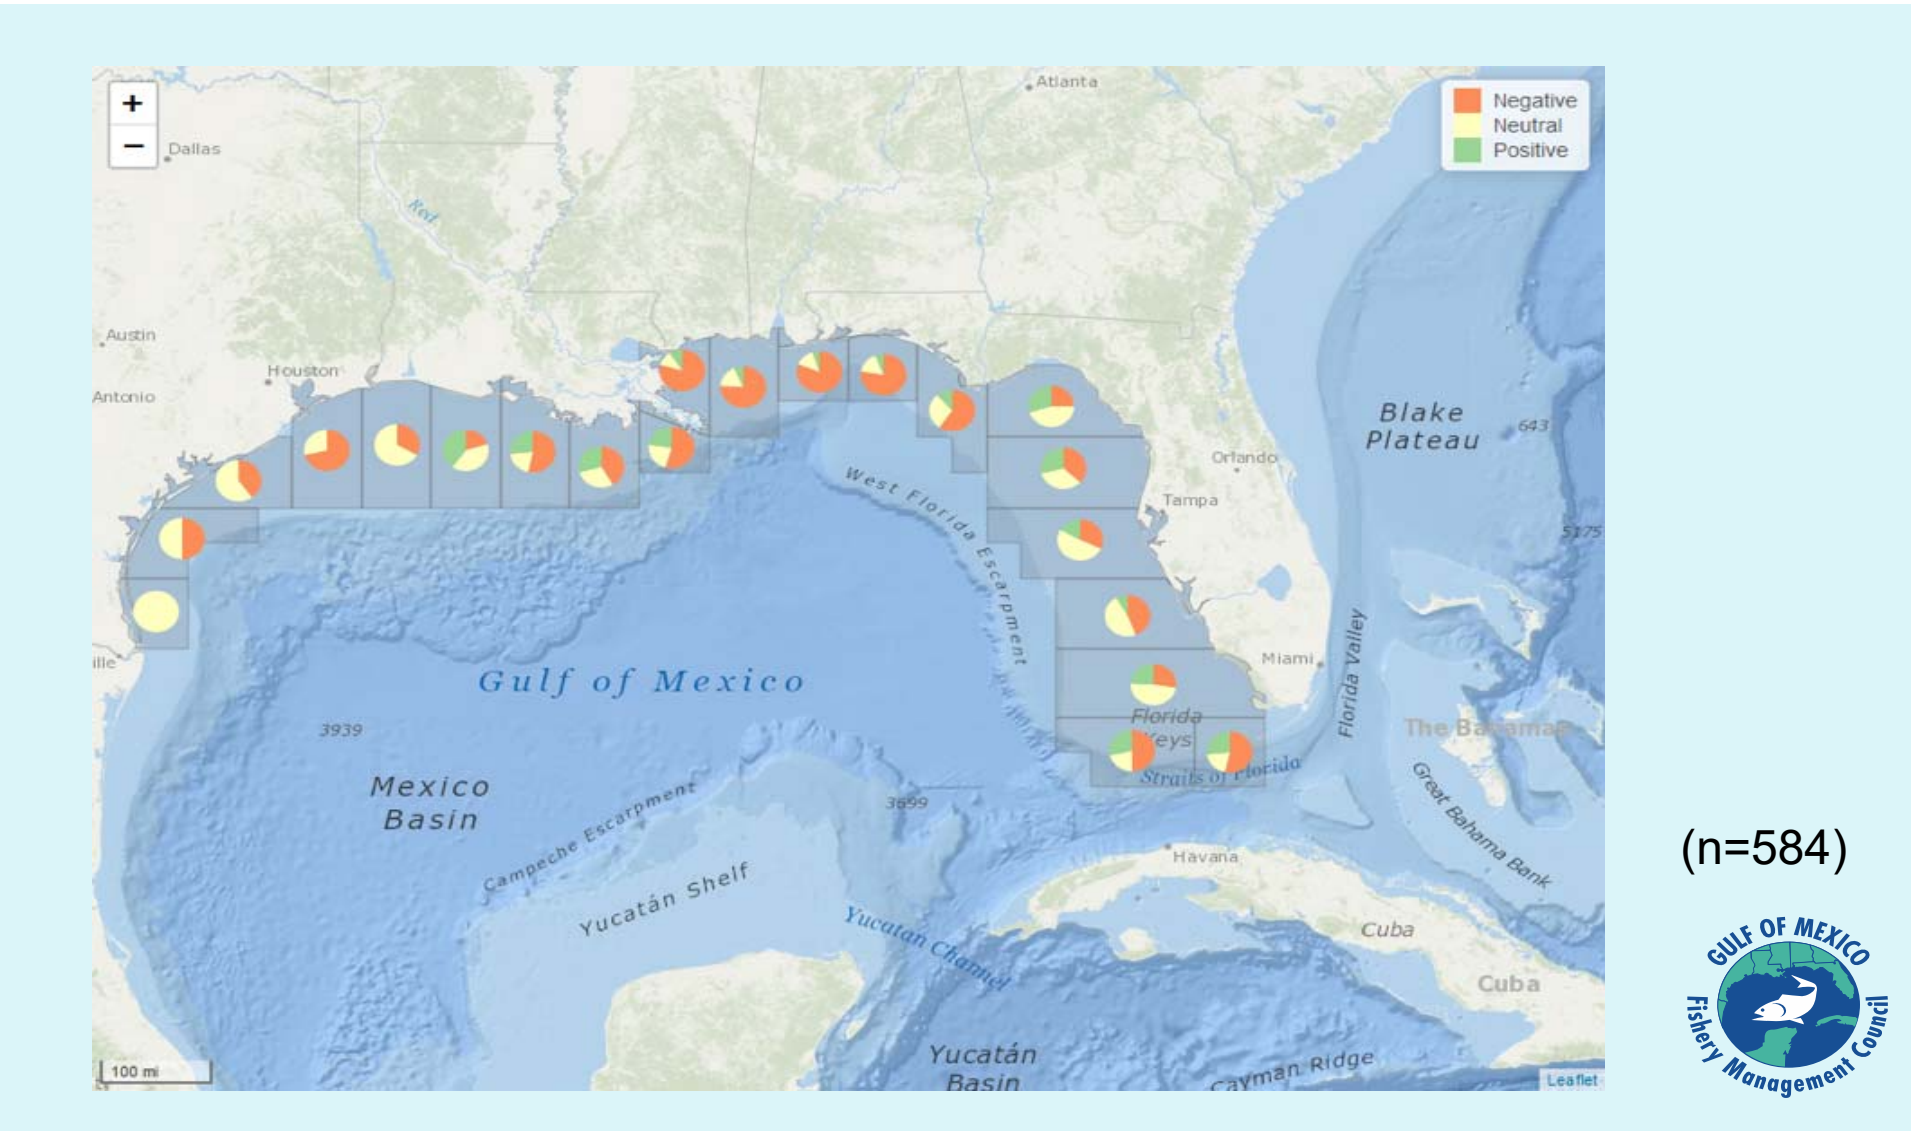 +
−
Dallas
Atlanta
Negative
Neutral
Positive
Red
Austin
Houston
Antonio
Blake
Plateau
643
Orlando
Tampa
5175
West Florida Escarpment
Miami
Florida Valley
ille
Gulf of Mexico
Florida
Keys
Straits of Florida
The Bahamas
3939
Mexico
Basin
Campeche Escarpment
3699
Great Bahama Bank
Havana
(n=584)
Yucatán Shelf
Yucatan Channel
Cuba
Cuba
Yucatán
Basin
Cayman Ridge
100 mi
Leaflet
GULF OF MEXICO
Fishery Management Council